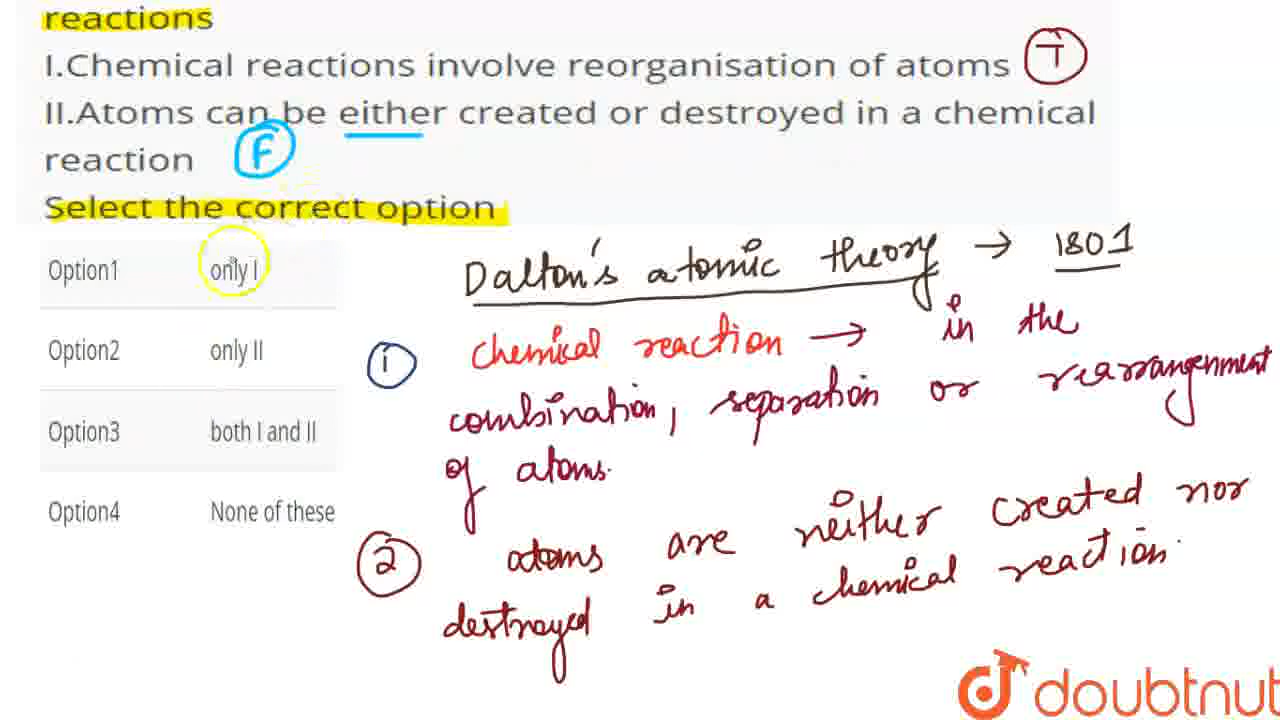 reactions
I.Chemical reactions involve reorganisation of atoms T
II.Atoms can be either created or destroyed in a chemical
reaction F
Select the correct option
Option1 only I
Option2 only II
Option3 both I and II
Option4 None of these
Dalton's atomic theory → 1801
1 chemical reaction → in the
combination, separation or rearrangenment
of atoms.
2 atoms are neither created nor
destroyed in a chemical reaction.
doubtnut